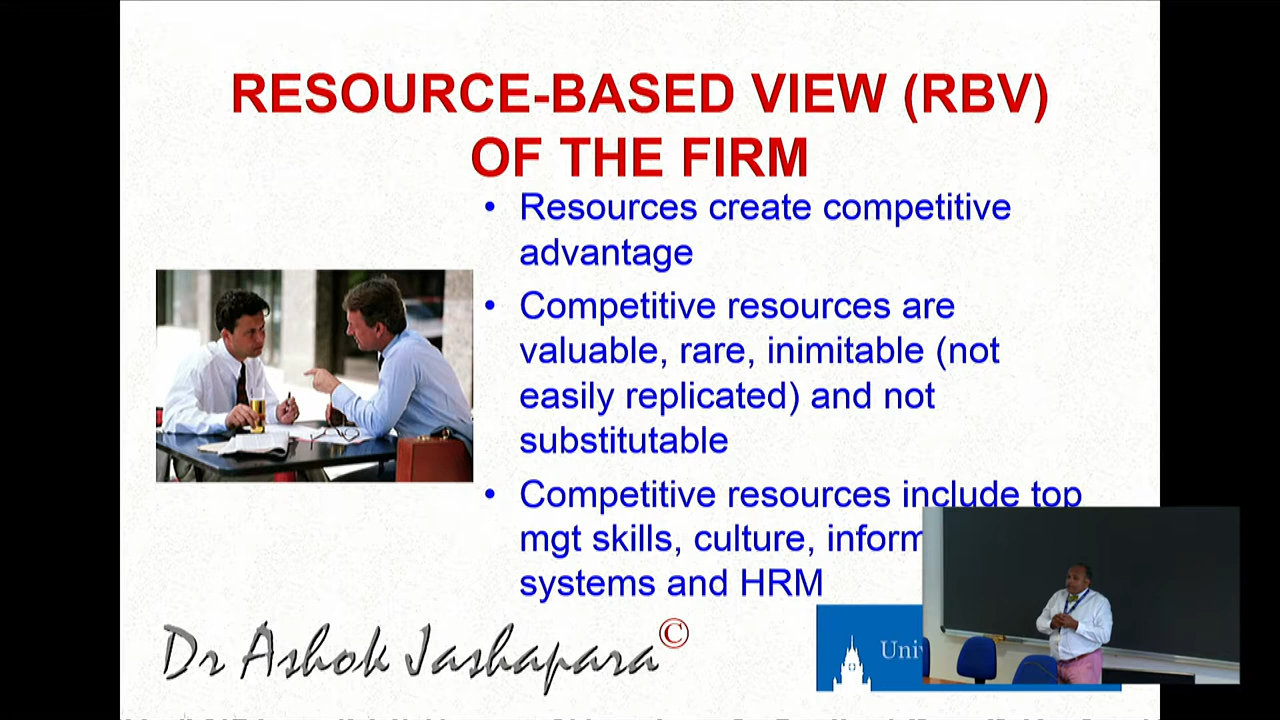 RESOURCE-BASED VIEW (RBV)
OF THE FIRM
• Resources create competitive
advantage
• Competitive resources are
valuable, rare, inimitable (not
easily replicated) and not
substitutable
• Competitive resources include top
mgt skills, culture, inform
systems and HRM
Dr Ashok Jashapara©
Univ